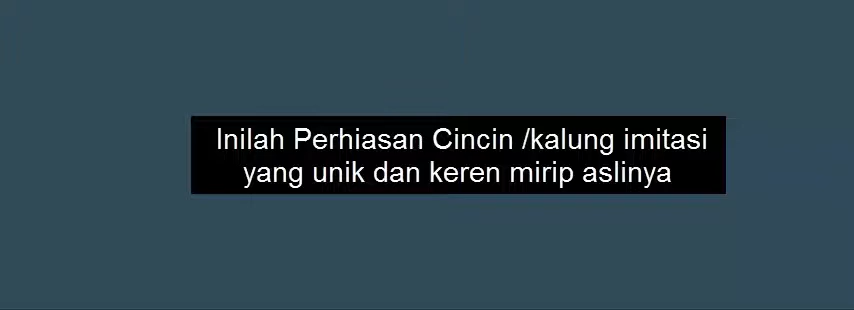 Inilah Perhiasan Cincin /kalung imitasi
yang unik dan keren mirip aslinya